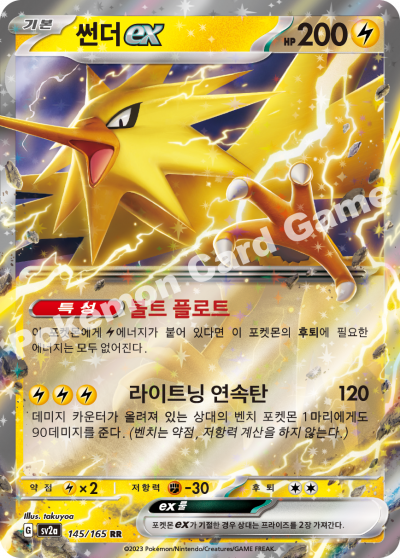 기본 썬더 ex HP 200
특성 볼트 플로트
이 포켓몬에게 에너지가 붙어 있다면 이 포켓몬의 후퇴에 필요한
에너지는 모두 없어진다.
라이트닝 연속탄 120
데미지 카운터가 올려져 있는 상대의 벤치 포켓몬 1마리에게도
90데미지를 준다. (벤치는 약점, 저항력 계산을 하지 않는다.)
약점 ×2 저항력 -30 후퇴
Illus. takuyoa
G sv2a 145/165 RR
ex 룰
포켓몬 ex가 기절한 경우 상대는 프라이즈를 2장 가져간다.
©2023 Pokémon/Nintendo/Creatures/GAME FREAK.
Pokémon Card Game